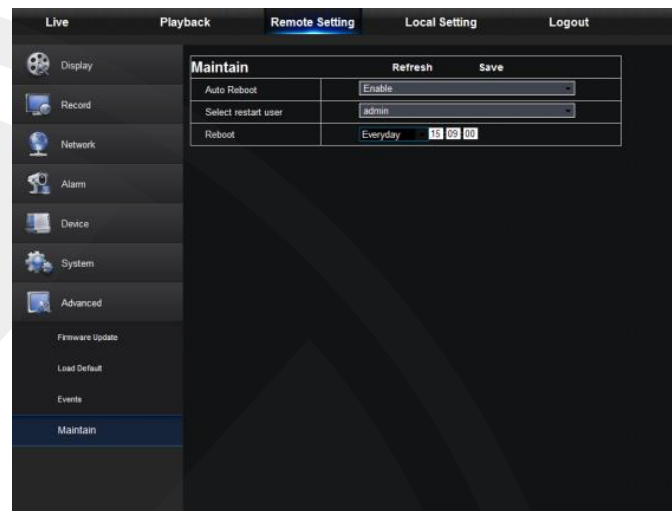 Live Playback Remote Setting Local Setting Logout
Display
Record
Network
Alarm
Device
System
Advanced
Firmware Update
Load Default
Events
Maintain
Maintain Refresh Save
Auto Reboot Enable
Select restart user admin
Reboot Everyday 15 09 00